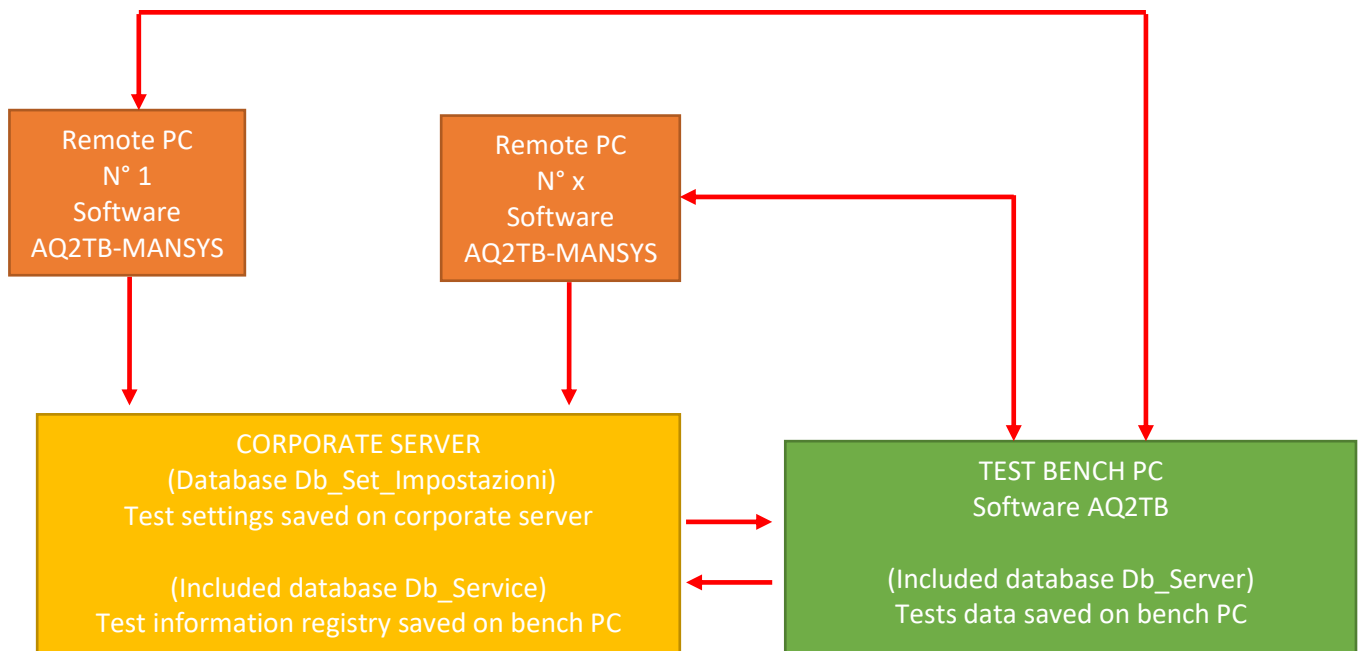 Remote PC
N° 1
Software
AQ2TB-MANSYS
Remote PC
N° x
Software
AQ2TB-MANSYS
CORPORATE SERVER
(Database Db_Set_Impostazioni)
Test settings saved on corporate server
(Included database Db_Service)
Test information registry saved on bench PC
TEST BENCH PC
Software AQ2TB
(Included database Db_Server)
Tests data saved on bench PC